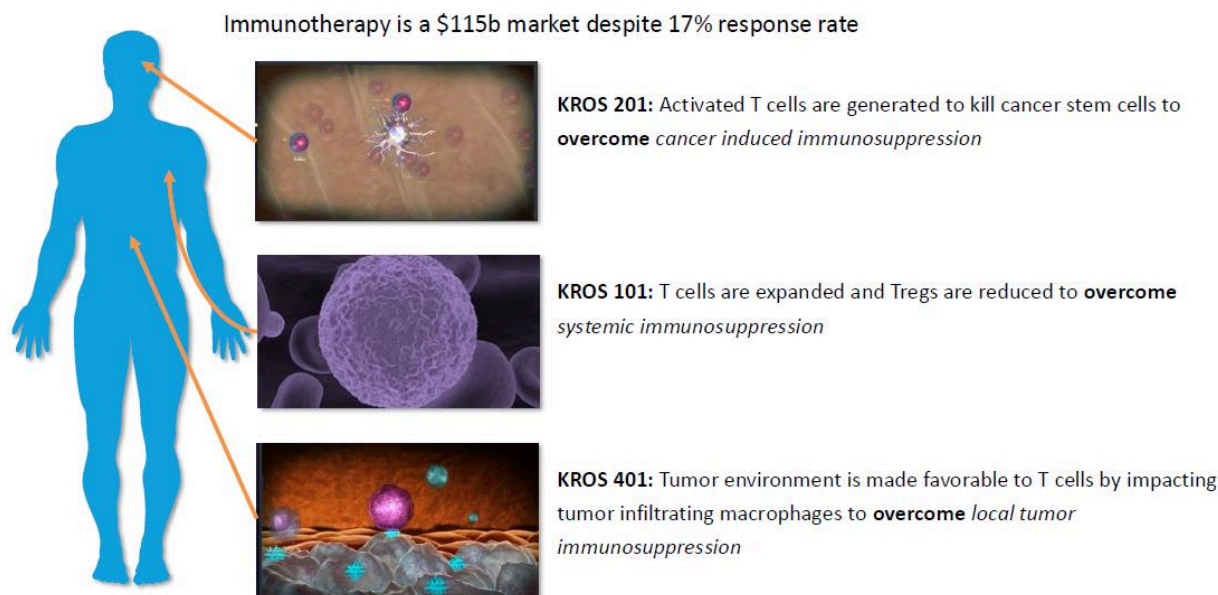 Immunotherapy is a $115b market despite 17% response rate
KROS 201: Activated T cells are generated to kill cancer stem cells to
overcome cancer induced immunosuppression
KROS 101: T cells are expanded and Tregs are reduced to overcome
systemic immunosuppression
KROS 401: Tumor environment is made favorable to T cells by impacting
tumor infiltrating macrophages to overcome local tumor
immunosuppression